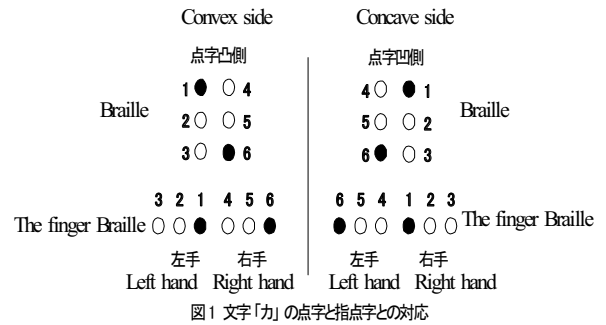 Convex side Concave side
点字凸側 点字凹側
1 4 4 1
Braille 2 5 5 2 Braille
3 6 6 3
3 2 1 4 5 6 6 5 4 1 2 3
The finger Braille The finger Braille
左手 右手 左手 右手
Left hand Right hand Left hand Right hand
図1 文字「カ」の点字と指点字との対応